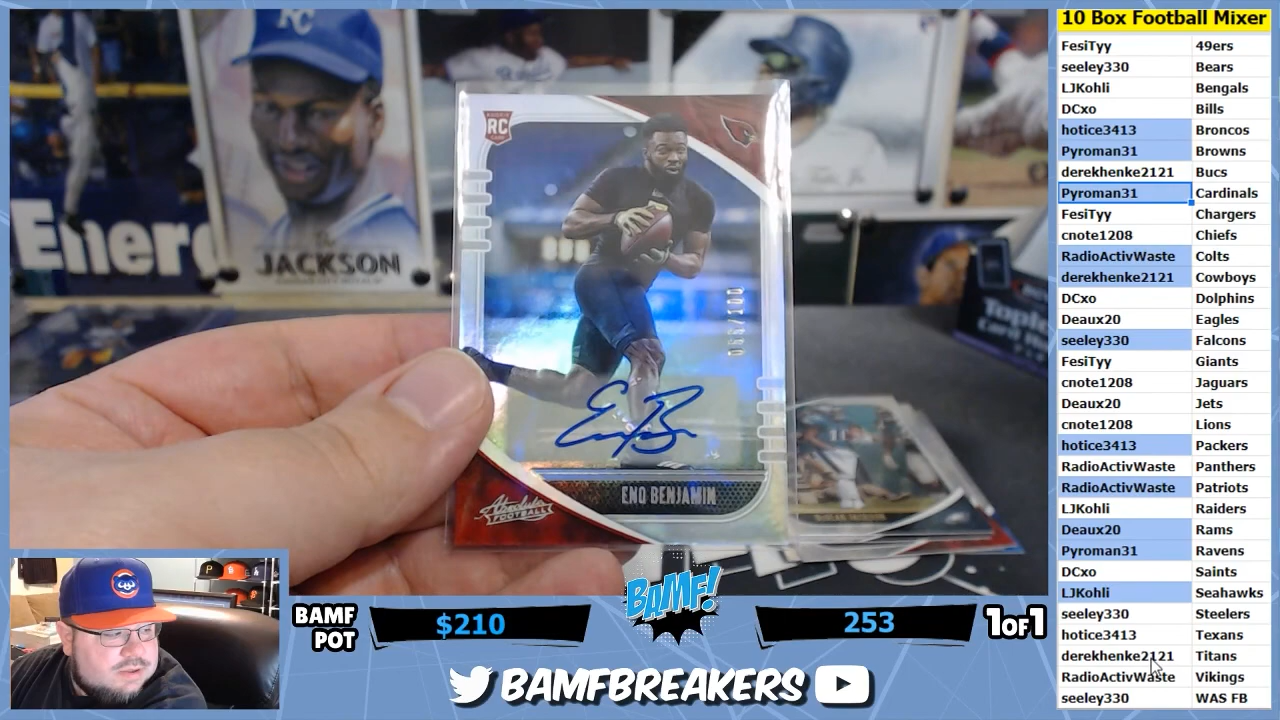 10 Box Football Mixer
FesiTyy 49ers
seeley330 Bears
LJKohli Bengals
DCxo Bills
hotice3413 Broncos
Pyroman31 Browns
derekhenke2121 Bucs
Pyroman31 Cardinals
FesiTyy Chargers
cnote1208 Chiefs
RadioActivWaste Colts
derekhenke2121 Cowboys
DCxo Dolphins
Deaux20 Eagles
seeley330 Falcons
FesiTyy Giants
cnote1208 Jaguars
Deaux20 Jets
cnote1208 Lions
hotice3413 Packers
RadioActivWaste Panthers
RadioActivWaste Patriots
LJKohli Raiders
Deaux20 Rams
Pyroman31 Ravens
DCxo Saints
LJKohli Seahawks
seeley330 Steelers
hotice3413 Texans
derekhenke2121 Titans
RadioActivWaste Vikings
seeley330 WAS FB
KC
Ener
JACKSON
ROOKIE
RC
ENO BENJAMIN
Absolute
FOOTBALL
BAMF
POT
$210
BAMF!
253
1OF1
BAMFBREAKERS